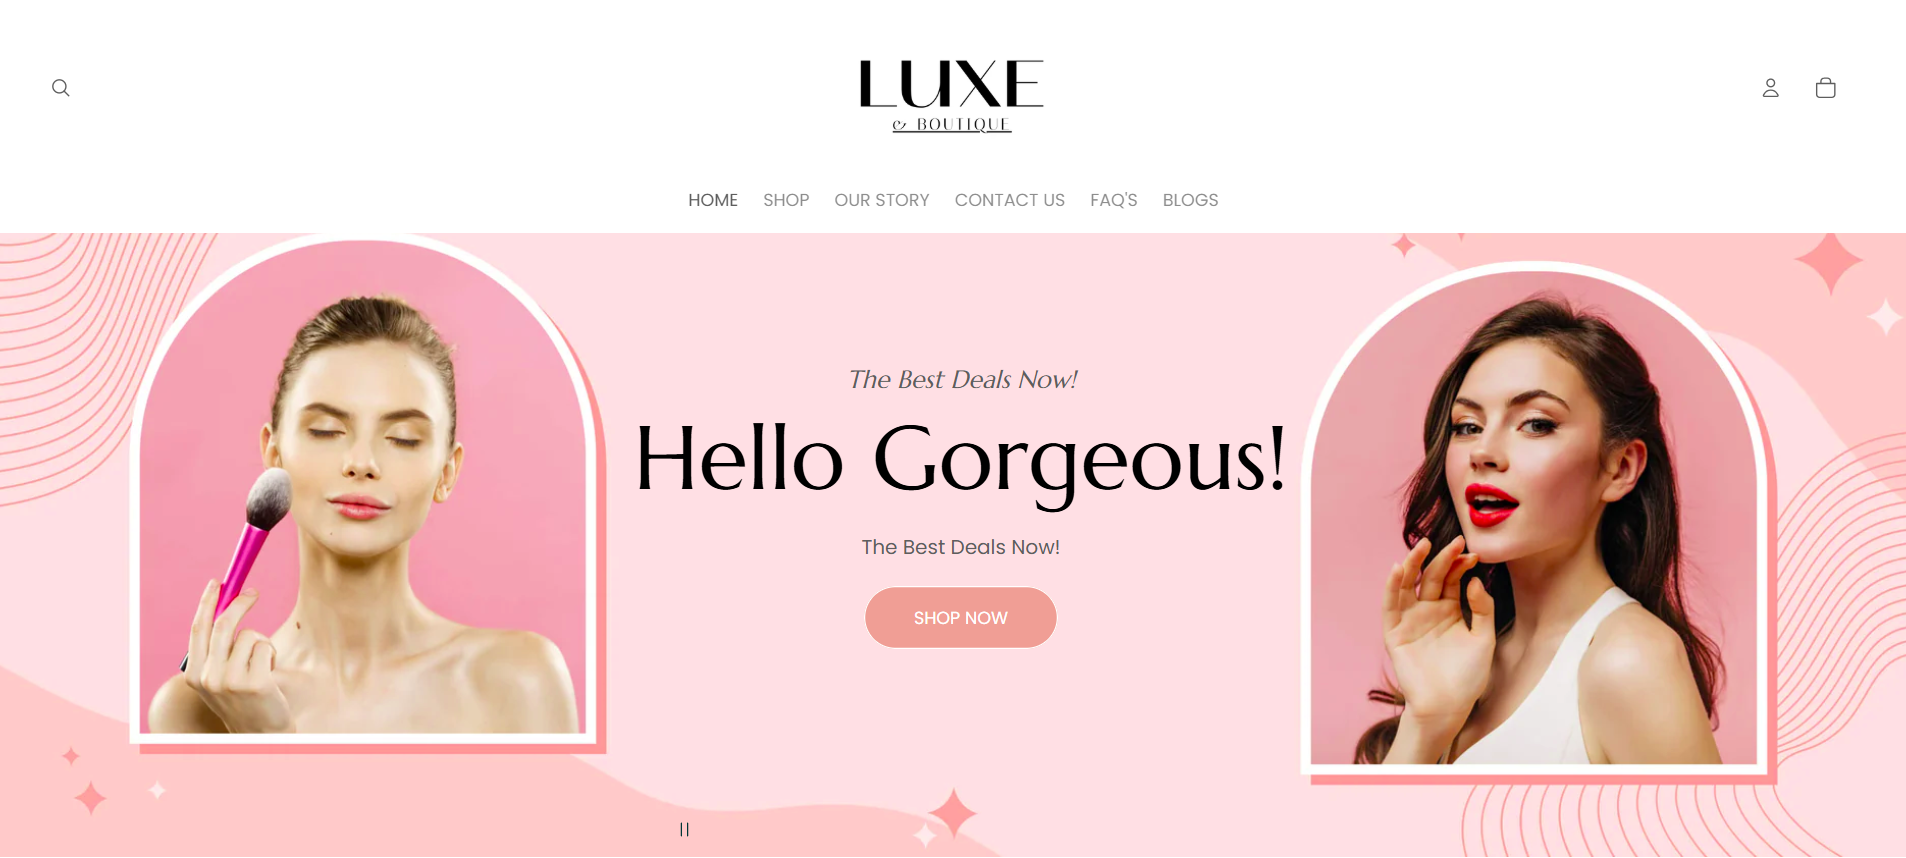 LUXE
& BOUTIQUE
HOME SHOP OUR STORY CONTACT US FAQ'S BLOGS
The Best Deals Now!
Hello Gorgeous!
The Best Deals Now!
SHOP NOW